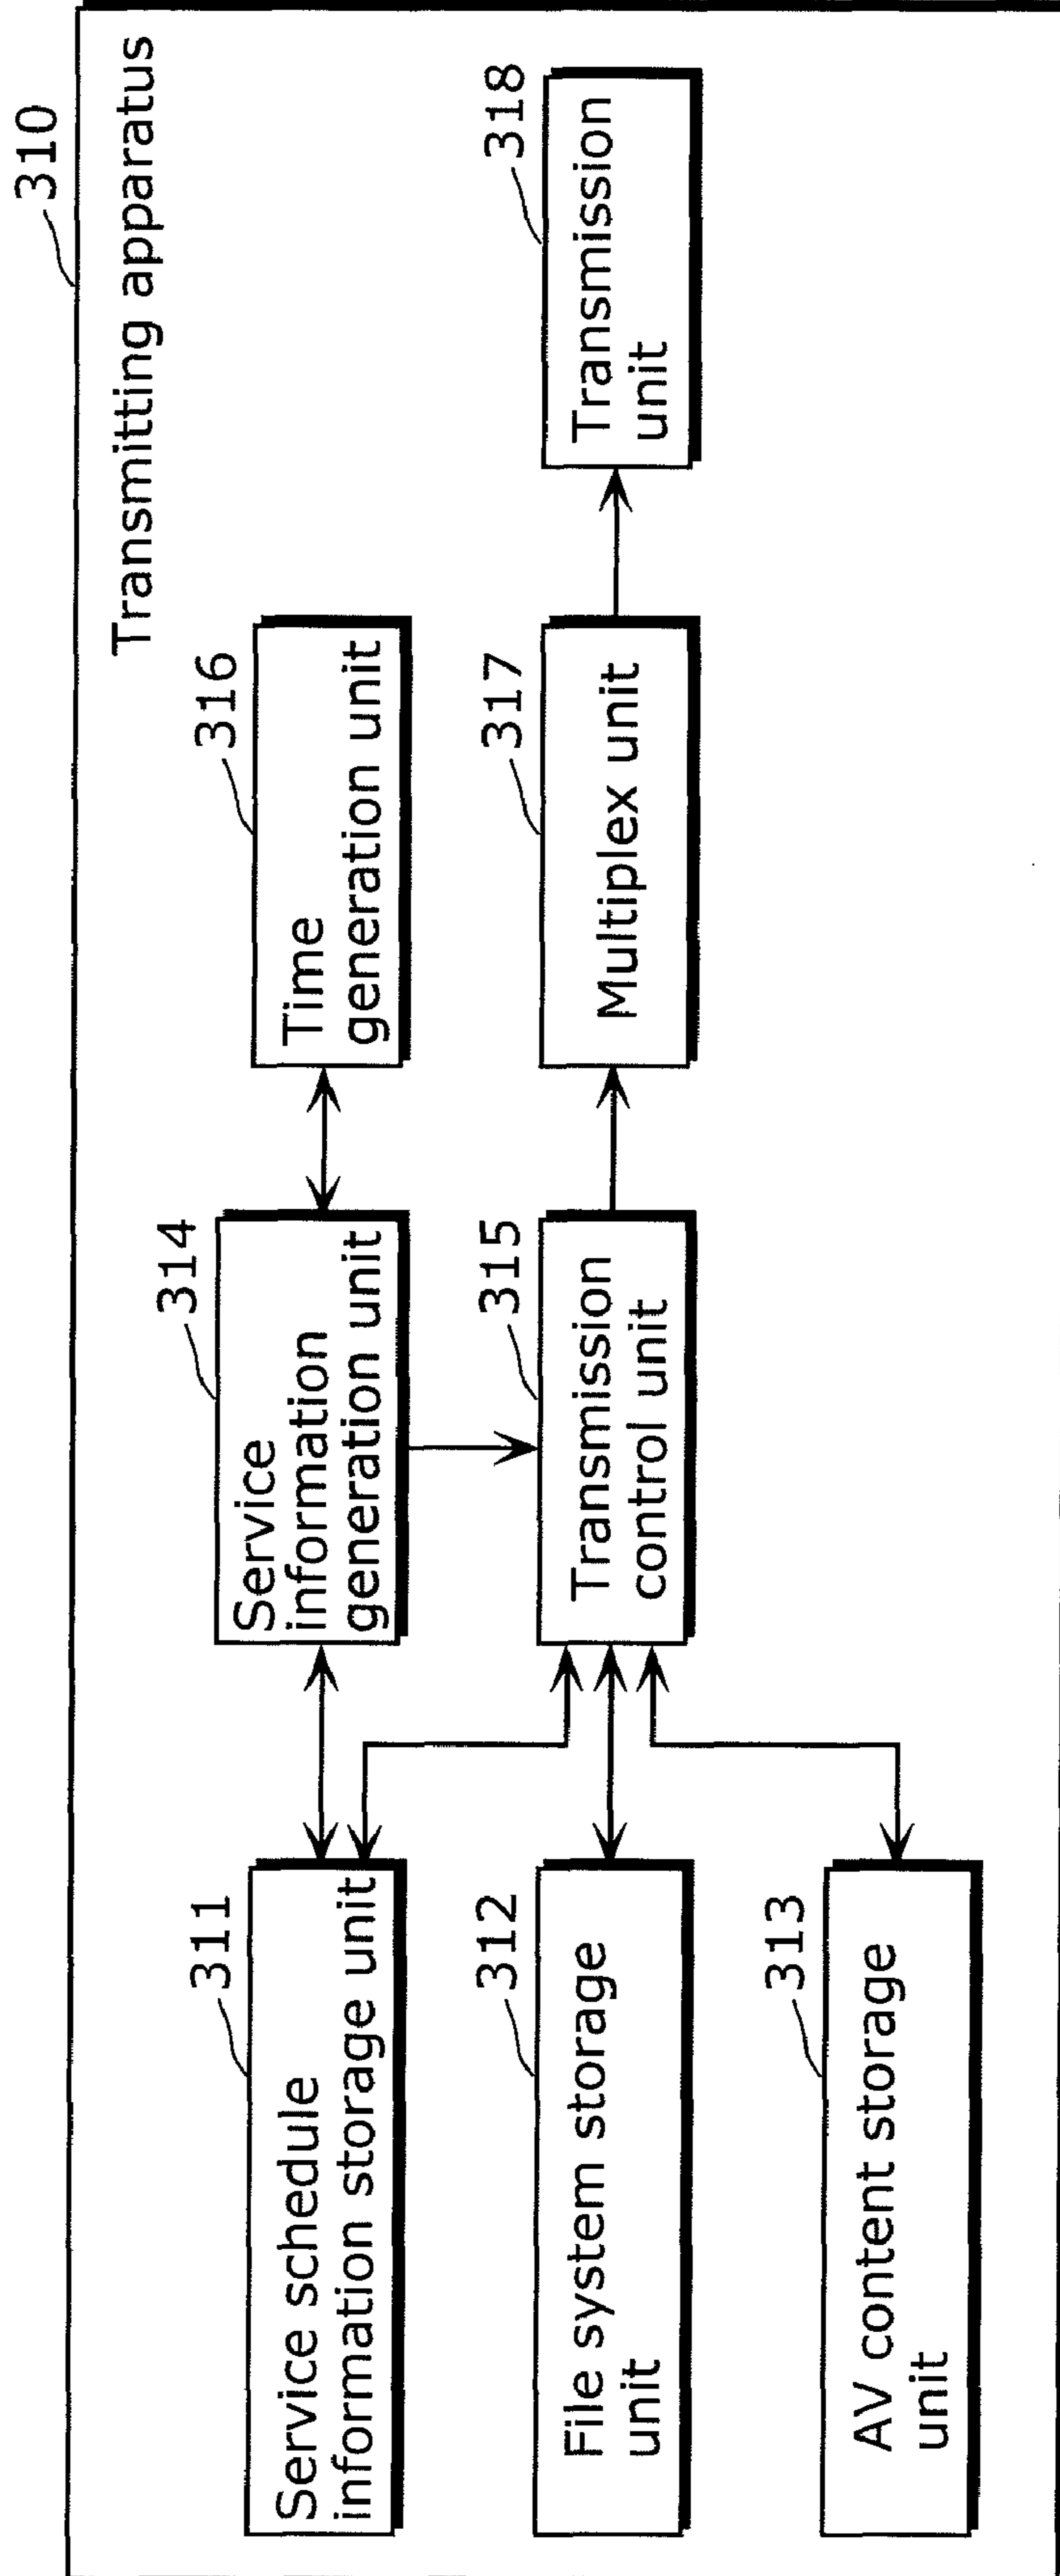 310
Transmitting apparatus
311
Service schedule
information storage unit
314
Service
information
generation unit
316
Time
generation unit
312
File system storage
unit
315
Transmission
control unit
317
Multiplex unit
318
Transmission
unit
313
AV content storage
unit